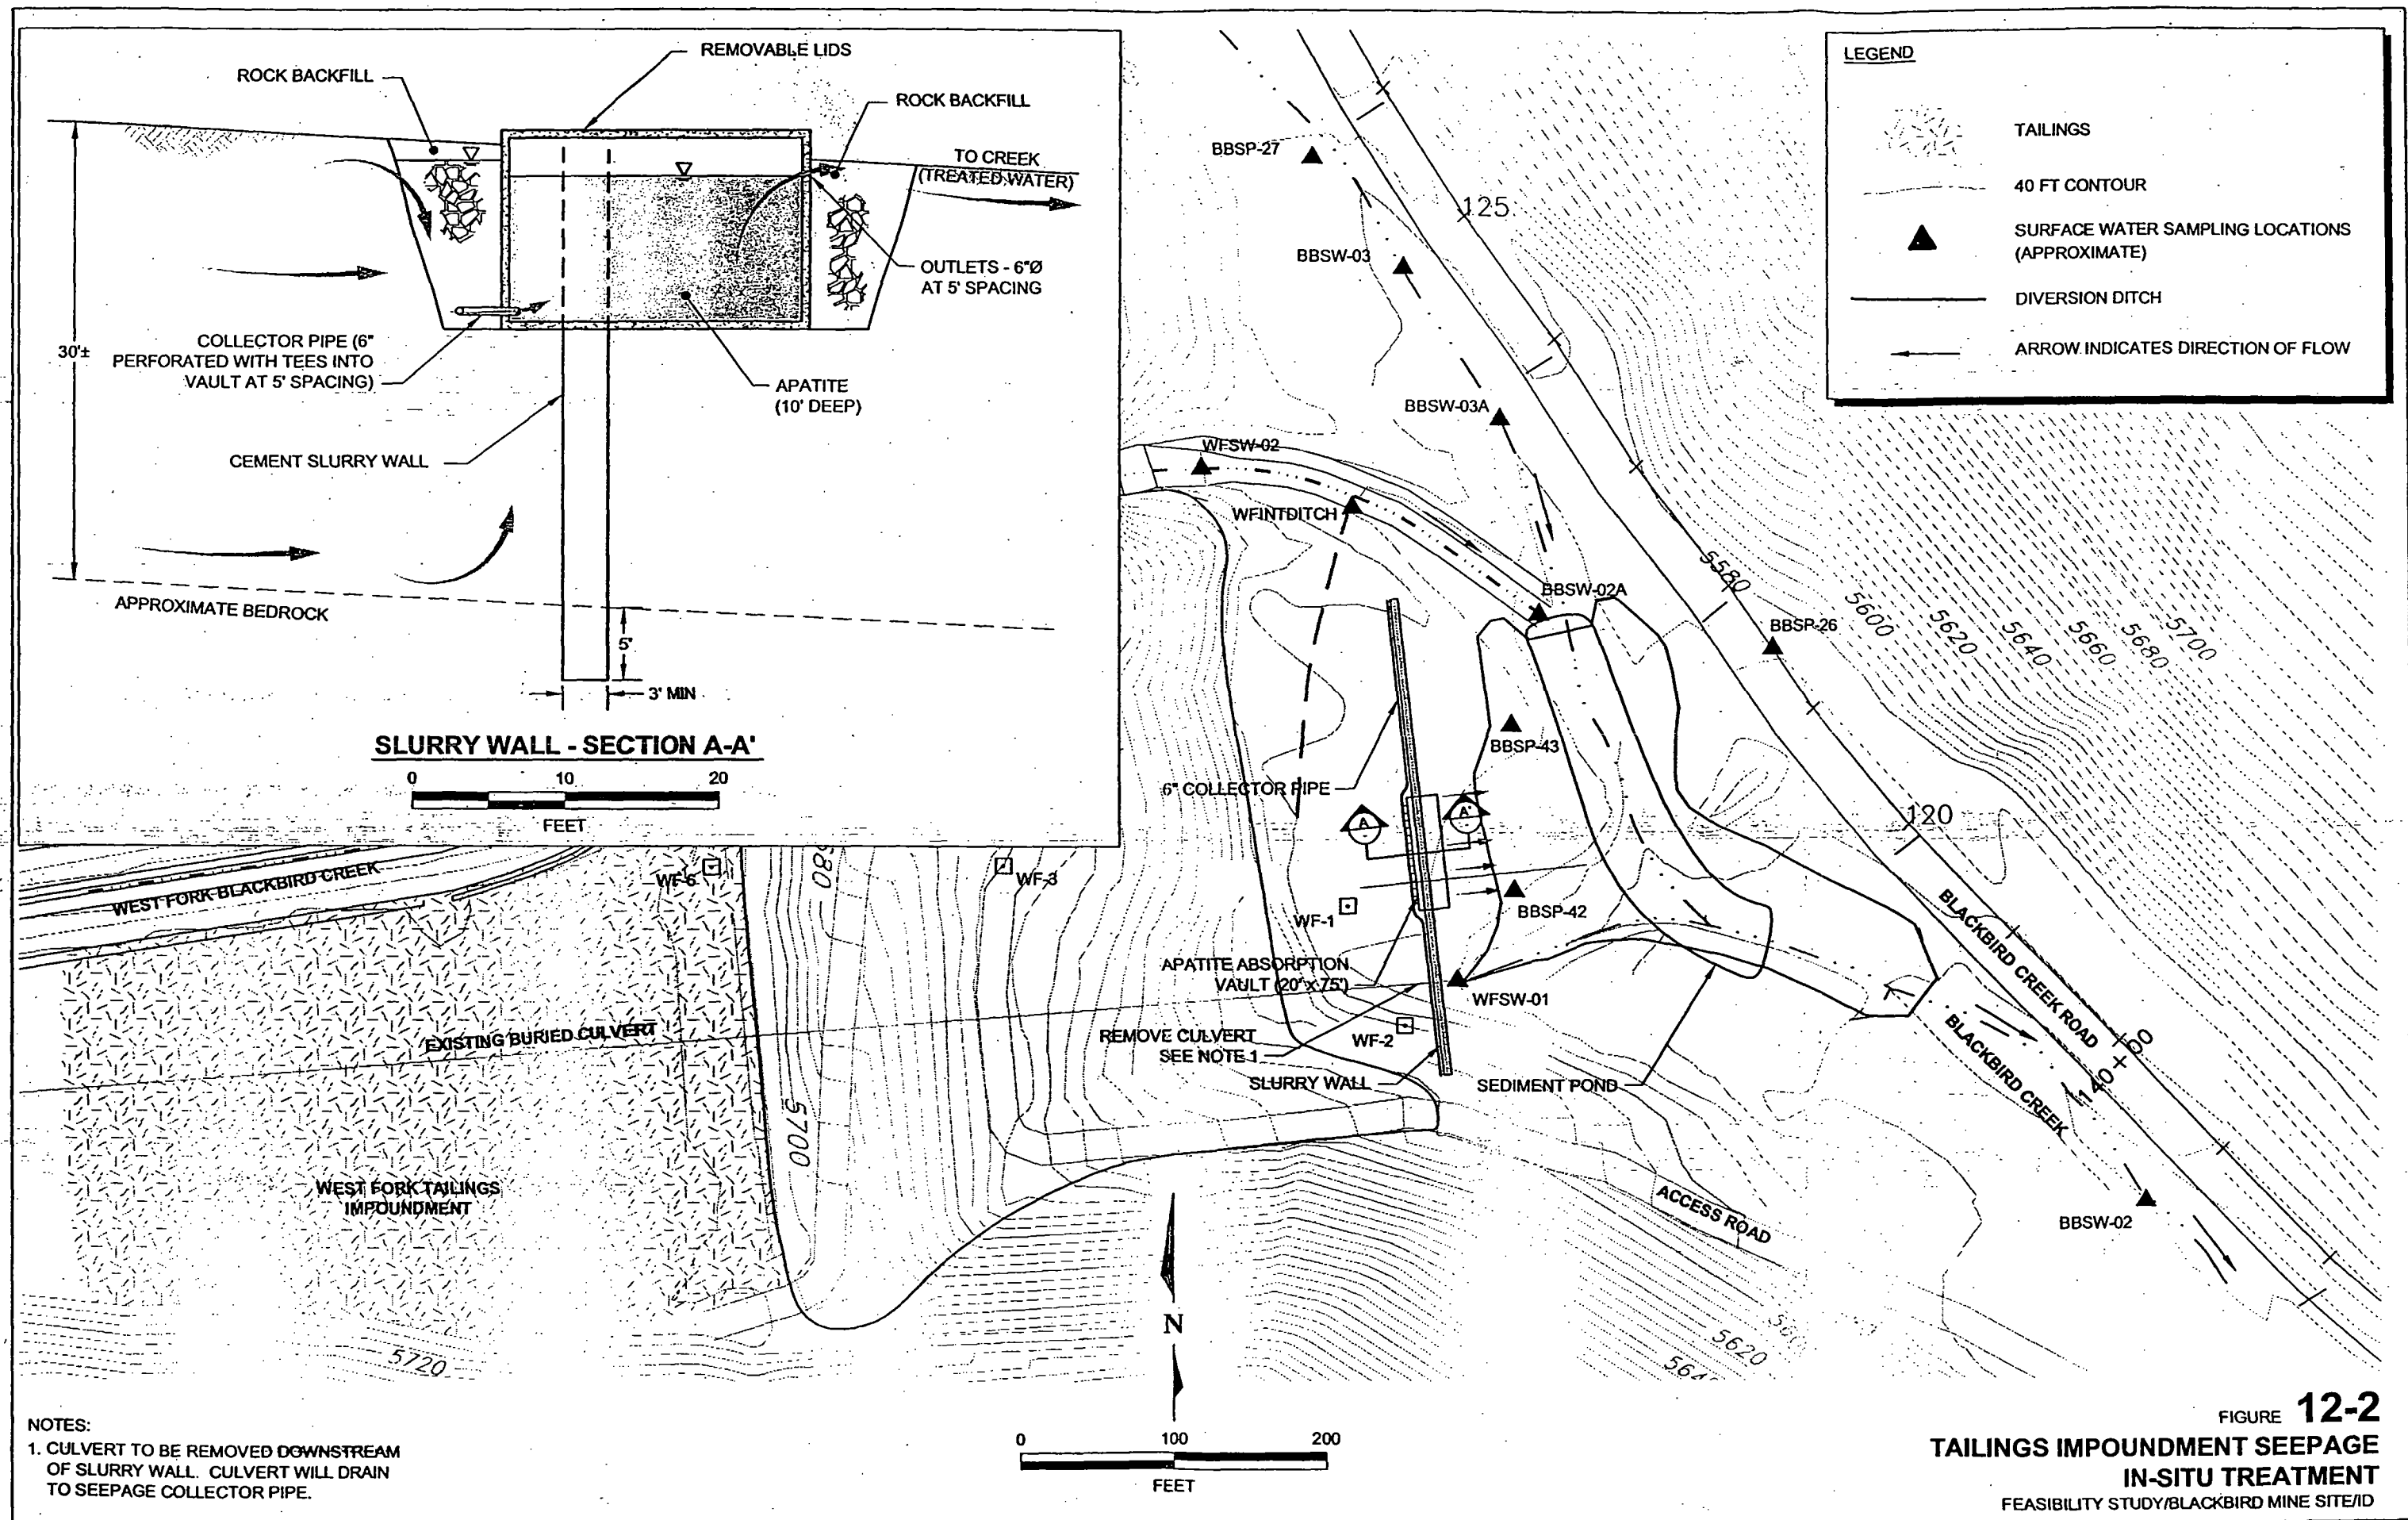 REMOVABLE LIDS
ROCK BACKFILL
ROCK BACKFILL
TO CREEK
(TREATED WATER)
OUTLETS - 6"Ø
AT 5' SPACING
30'±
COLLECTOR PIPE (6"
PERFORATED WITH TEES INTO
VAULT AT 5' SPACING)
APATITE
(10' DEEP)
CEMENT SLURRY WALL
APPROXIMATE BEDROCK
5'
3' MIN
SLURRY WALL - SECTION A-A'
0 10 20
FEET
LEGEND
TAILINGS
40 FT CONTOUR
SURFACE WATER SAMPLING LOCATIONS
(APPROXIMATE)
DIVERSION DITCH
ARROW INDICATES DIRECTION OF FLOW
BBSP-27
125
BBSW-03
BBSW-03A
WFSW-02
WFINTDITCH
BBSW-02A
5580
BBSP-26
5600
5620
5640
5660
5680
5700
BBSP-43
6" COLLECTOR PIPE
A
A'
120
WF-6
680
WF-3
WEST FORK BLACKBIRD CREEK
WF-1
BBSP-42
BLACKBIRD CREEK ROAD
APATITE ABSORPTION
VAULT (20' x 75')
WFSW-01
EXISTING BURIED CULVERT
REMOVE CULVERT
SEE NOTE 1
WF-2
SLURRY WALL
SEDIMENT POND
BLACKBIRD CREEK
1140+00
5700
WEST FORK TAILINGS
IMPOUNDMENT
ACCESS ROAD
BBSW-02
N
5720
5620
NOTES:
1. CULVERT TO BE REMOVED DOWNSTREAM
OF SLURRY WALL. CULVERT WILL DRAIN
TO SEEPAGE COLLECTOR PIPE.
0 100 200
FEET
FIGURE 12-2
TAILINGS IMPOUNDMENT SEEPAGE
IN-SITU TREATMENT
FEASIBILITY STUDY/BLACKBIRD MINE SITE/ID